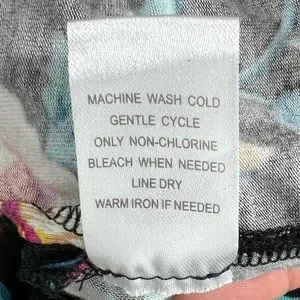 MACHINE WASH COLD
GENTLE CYCLE
ONLY NON-CHLORINE
BLEACH WHEN NEEDED
LINE DRY
WARM IRON IF NEEDED